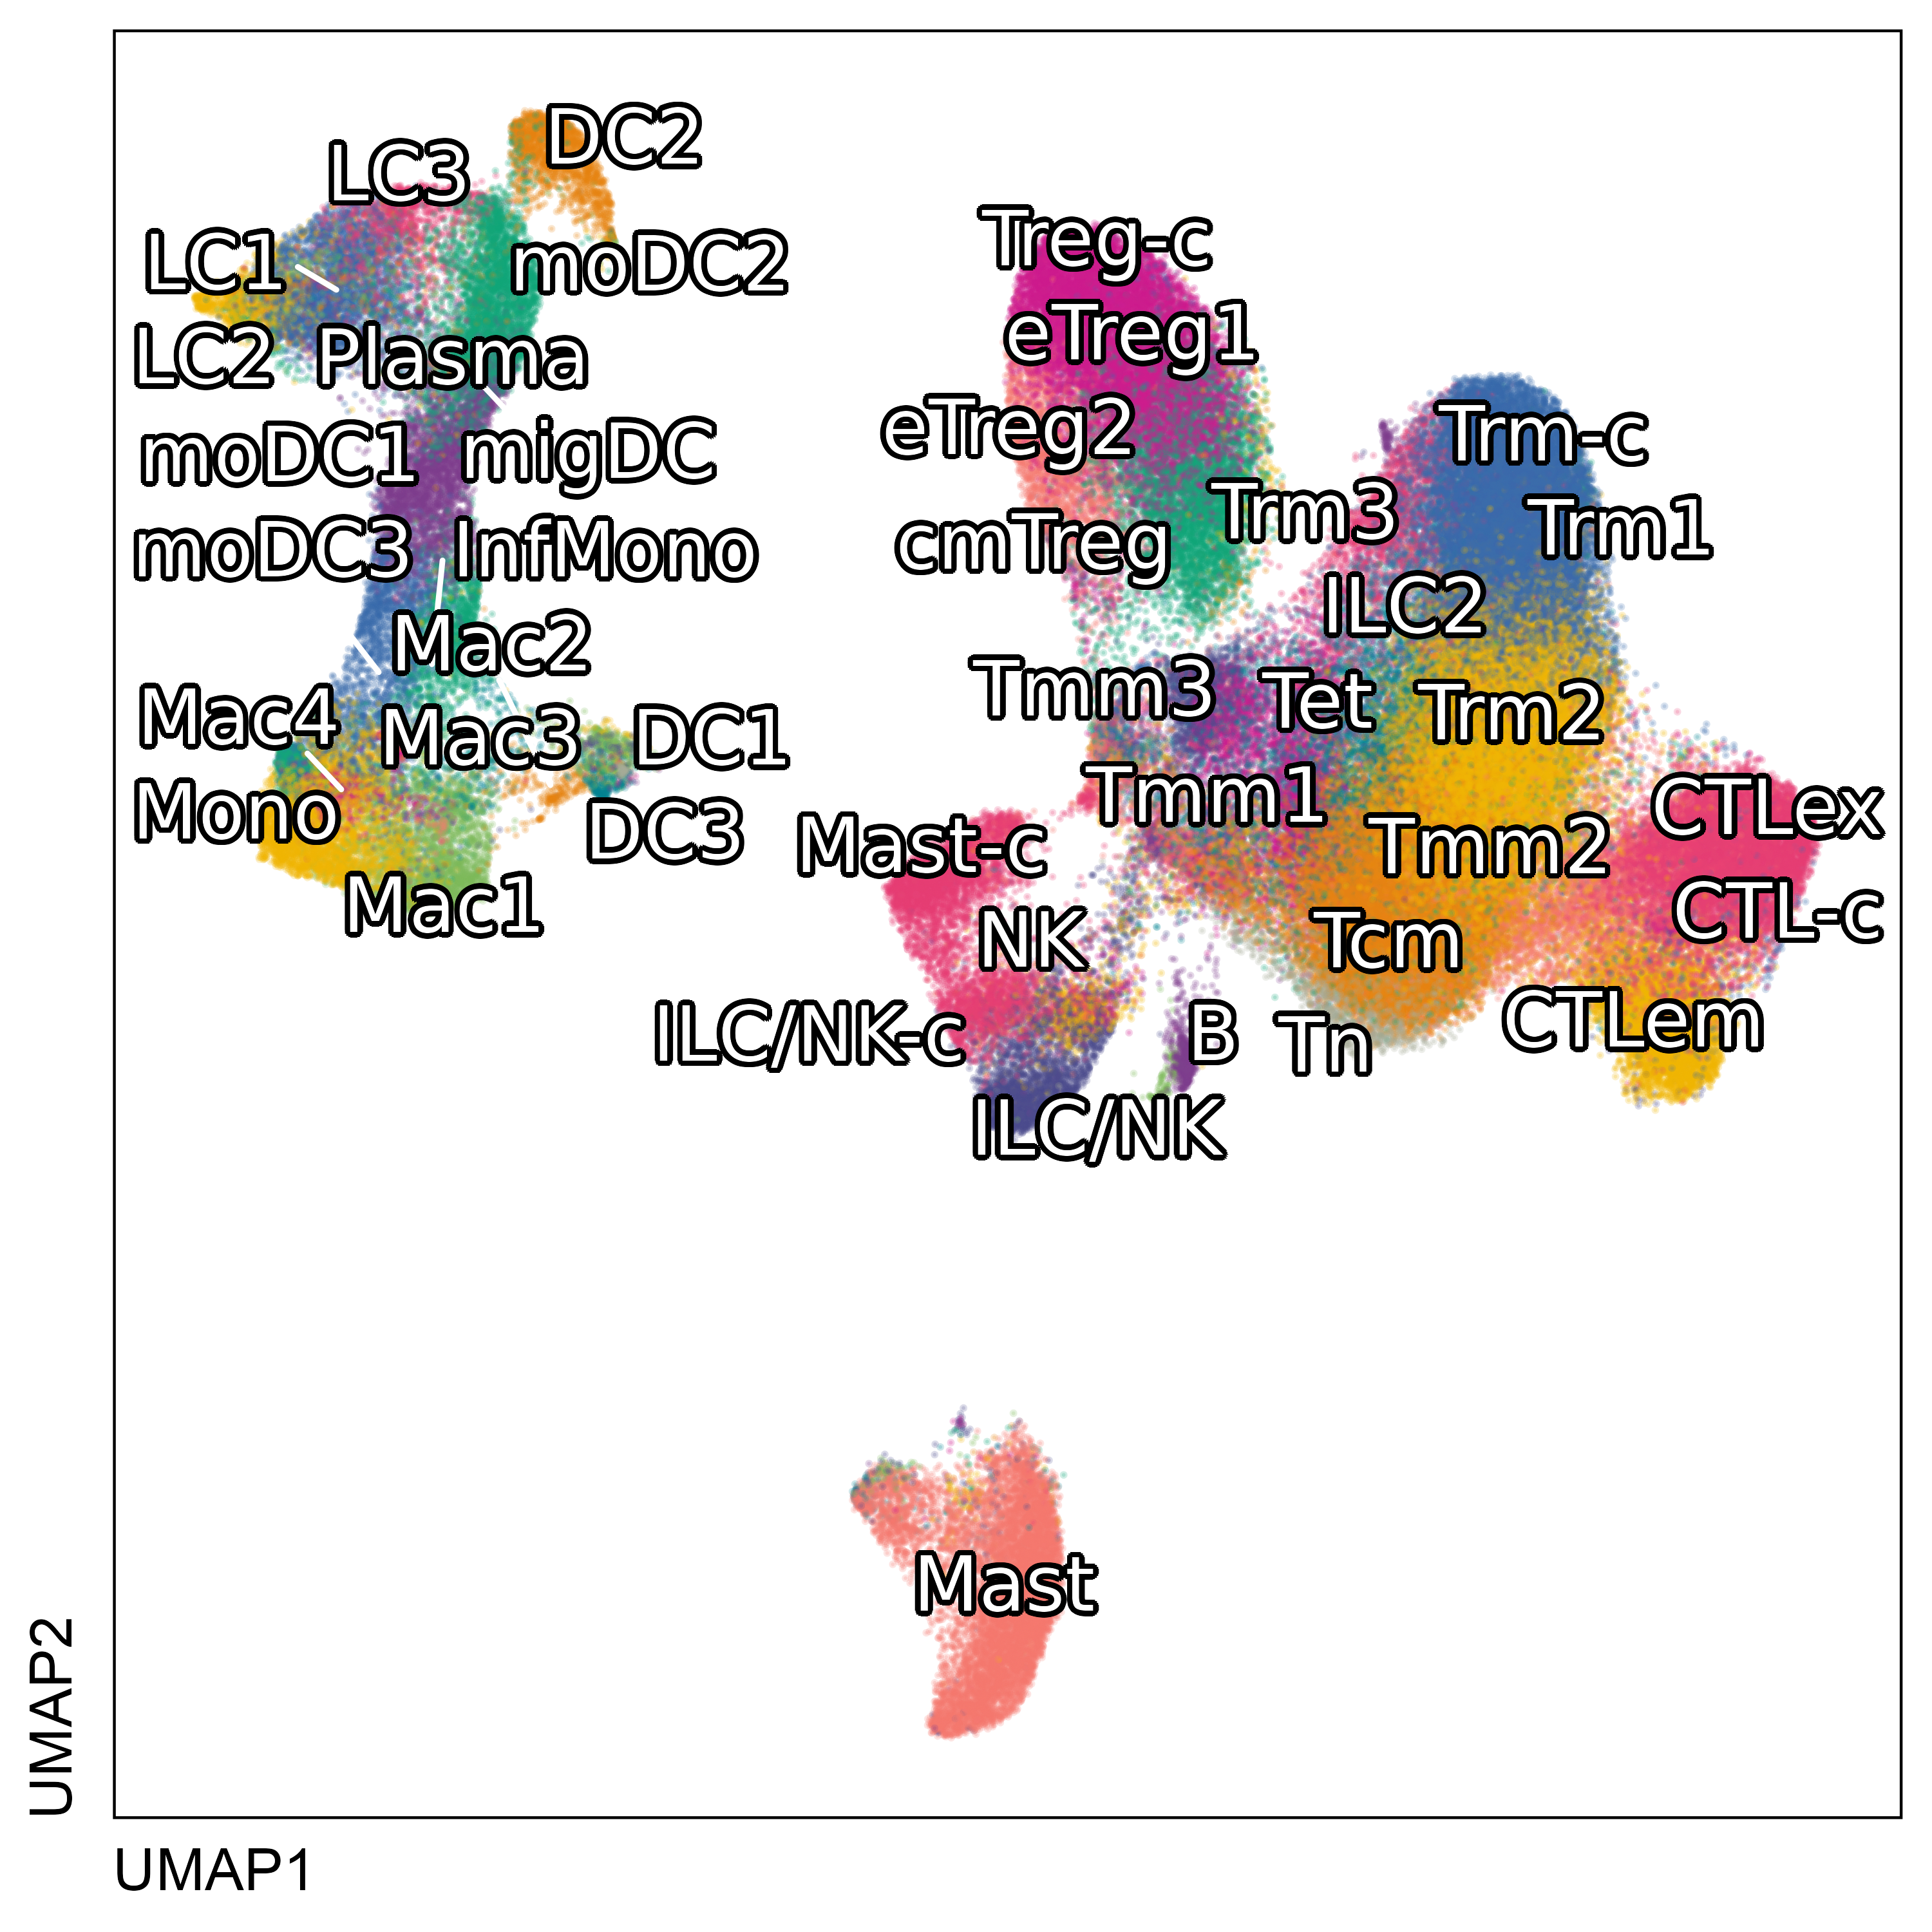 DC2
LC3
LC1
moDC2
Treg-c
eTreg1
LC2
Plasma
eTreg2
Trm-c
moDC1
migDC
Trm3
Trm1
moDC3
InfMono
cmTreg
ILC2
Mac2
Tmm3
Tet
Trm2
Mac4
Mac3
DC1
Tmm1
CTLex
Mono
DC3
Mast-c
Tmm2
Mac1
NK
Tcm
CTL-c
ILC/NK-c
B
Tn
CTLem
ILC/NK
Mast
UMAP2
UMAP1